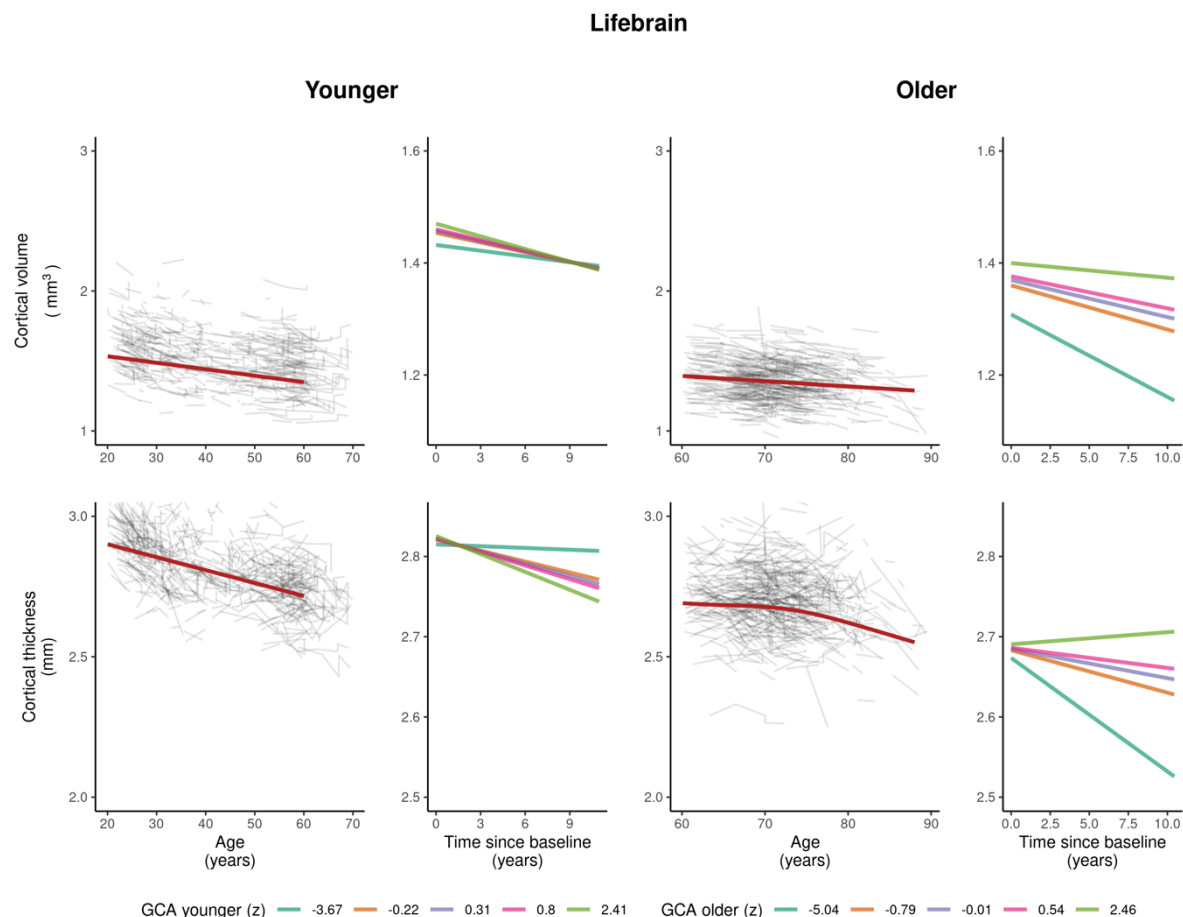 Lifebrain
Younger
Older
Cortical volume
( mm³ )
3
2
1
20 30 40 50 60 70
1.6
1.4
1.2
0 3 6 9
3
2
1
60 70 80 90
1.6
1.4
1.2
0.0 2.5 5.0 7.5 10.0
Cortical thickness
(mm)
3.0
2.5
2.0
20 30 40 50 60 70
Age
(years)
2.8
2.7
2.6
2.5
0 3 6 9
Time since baseline
(years)
3.0
2.5
2.0
60 70 80 90
Age
(years)
2.8
2.7
2.6
2.5
0.0 2.5 5.0 7.5 10.0
Time since baseline
(years)
GCA younger (z) -3.67 -0.22 0.31 0.8 2.41
GCA older (z) -5.04 -0.79 -0.01 0.54 2.46